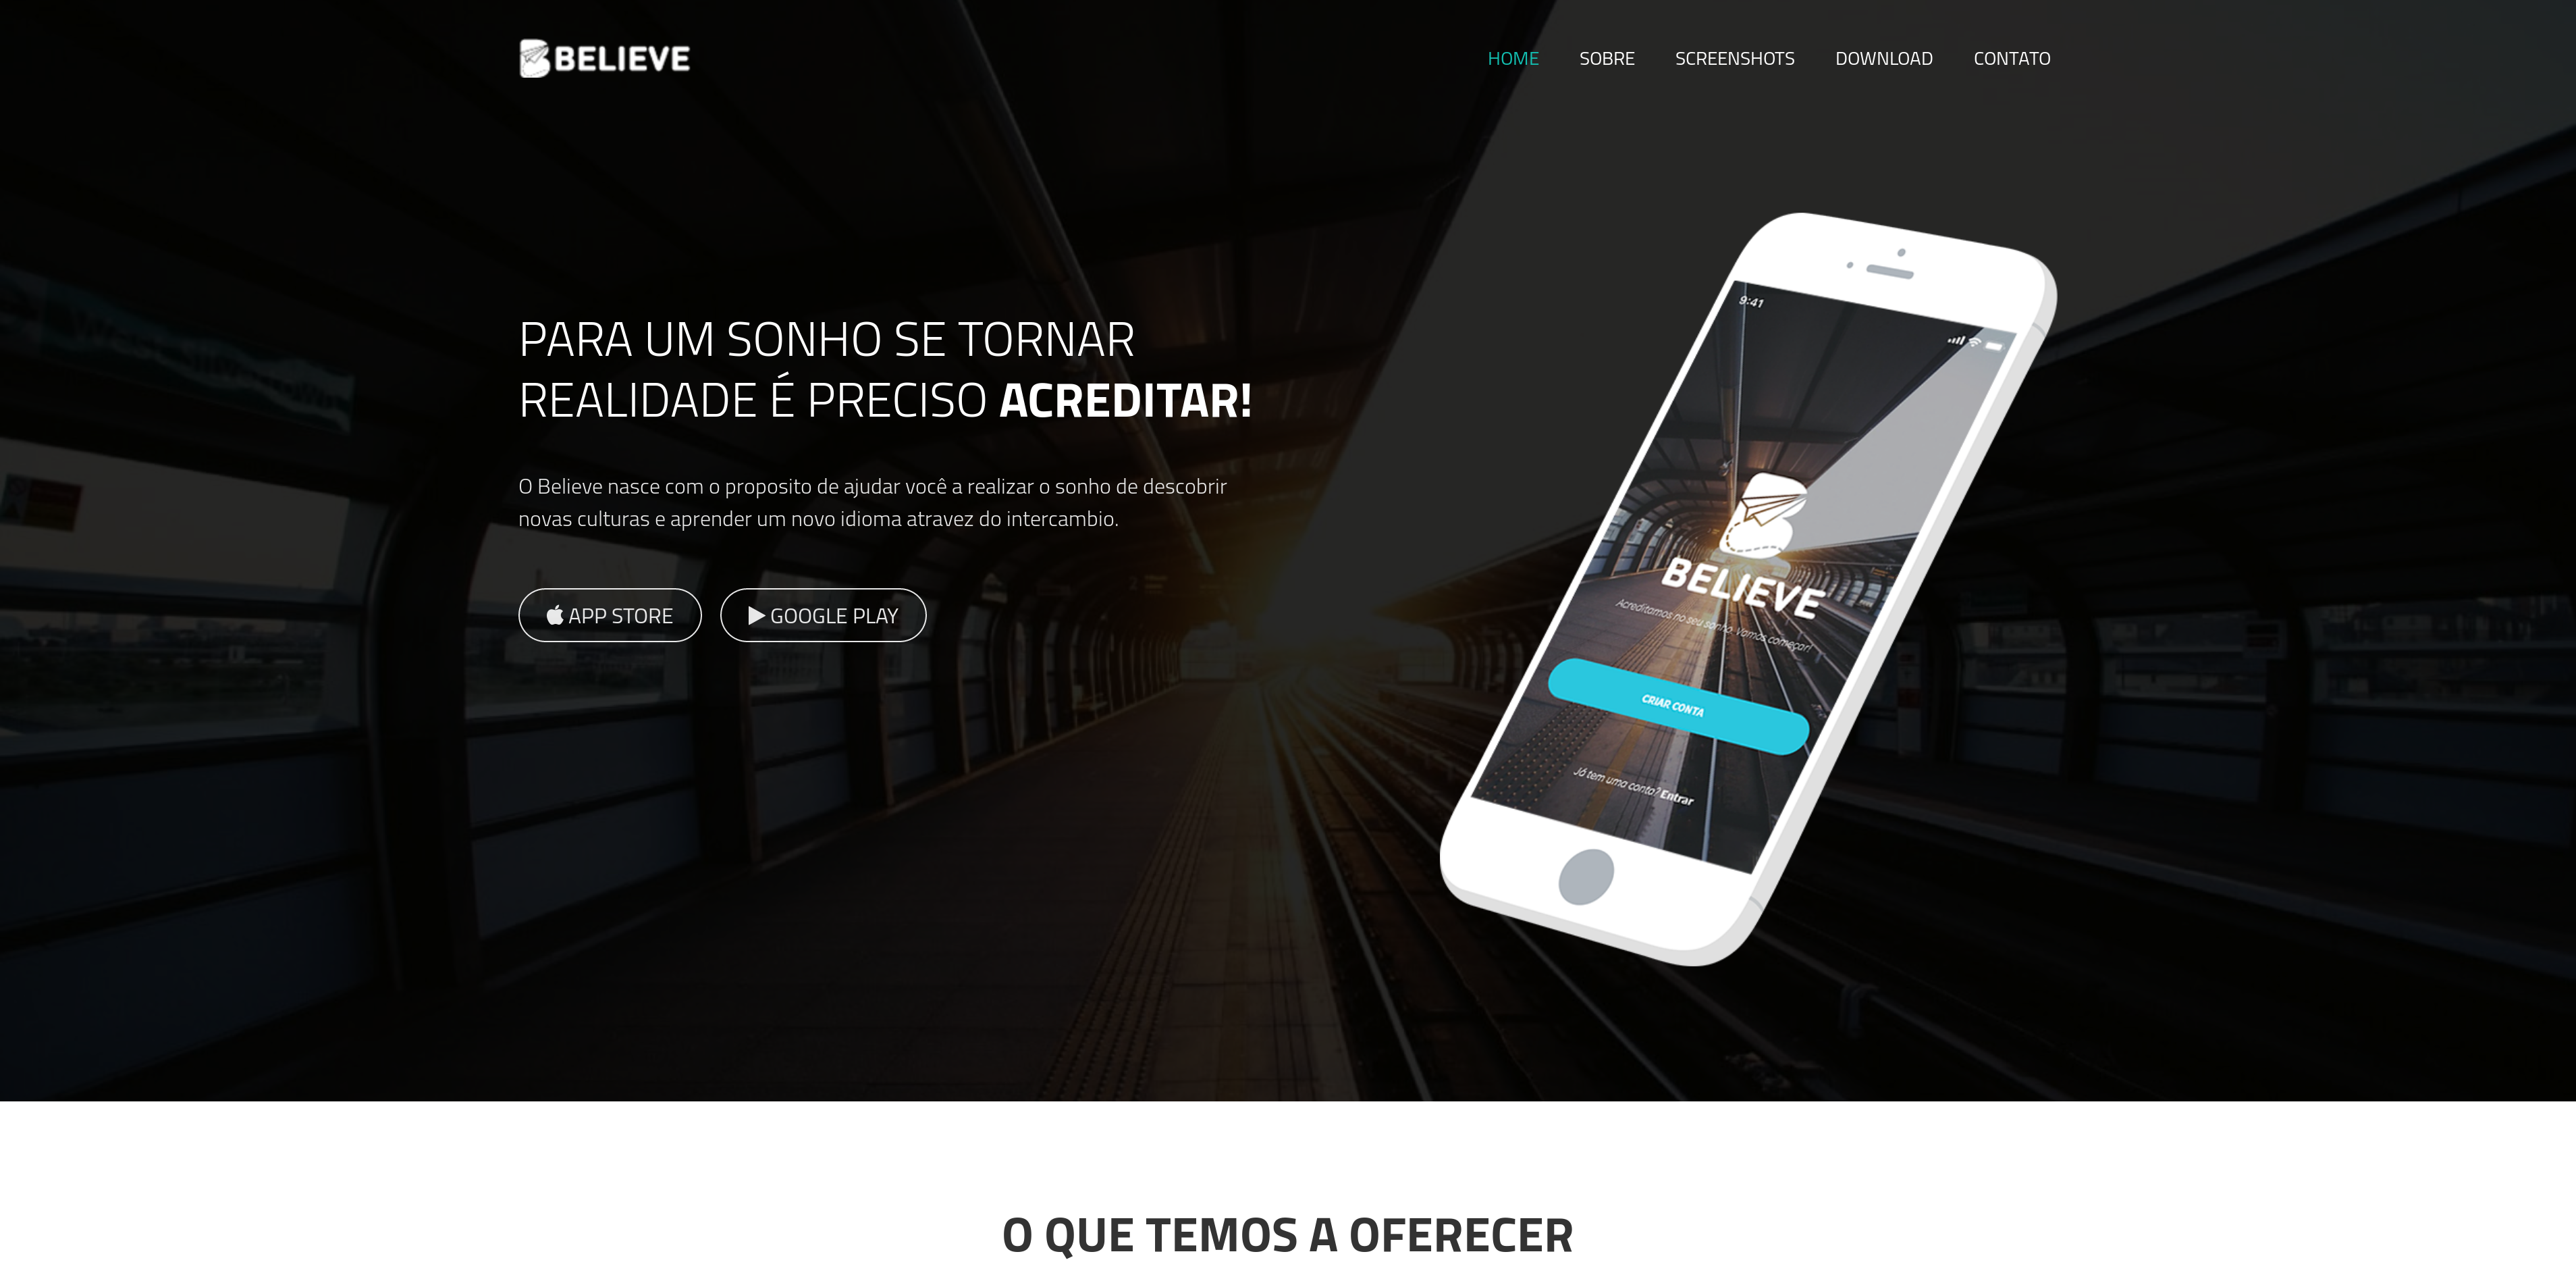 BELIEVE
HOME SOBRE SCREENSHOTS DOWNLOAD CONTATO
PARA UM SONHO SE TORNAR
REALIDADE É PRECISO ACREDITAR!
O Believe nasce com o proposito de ajudar você a realizar o sonho de descobrir
novas culturas e aprender um novo idioma atravez do intercambio.
APP STORE GOOGLE PLAY
9:41
BELIEVE
Acreditamos no seu sonho. Vamos começar!
CRIAR CONTA
Já tem uma conta? Entrar
O QUE TEMOS A OFERECER